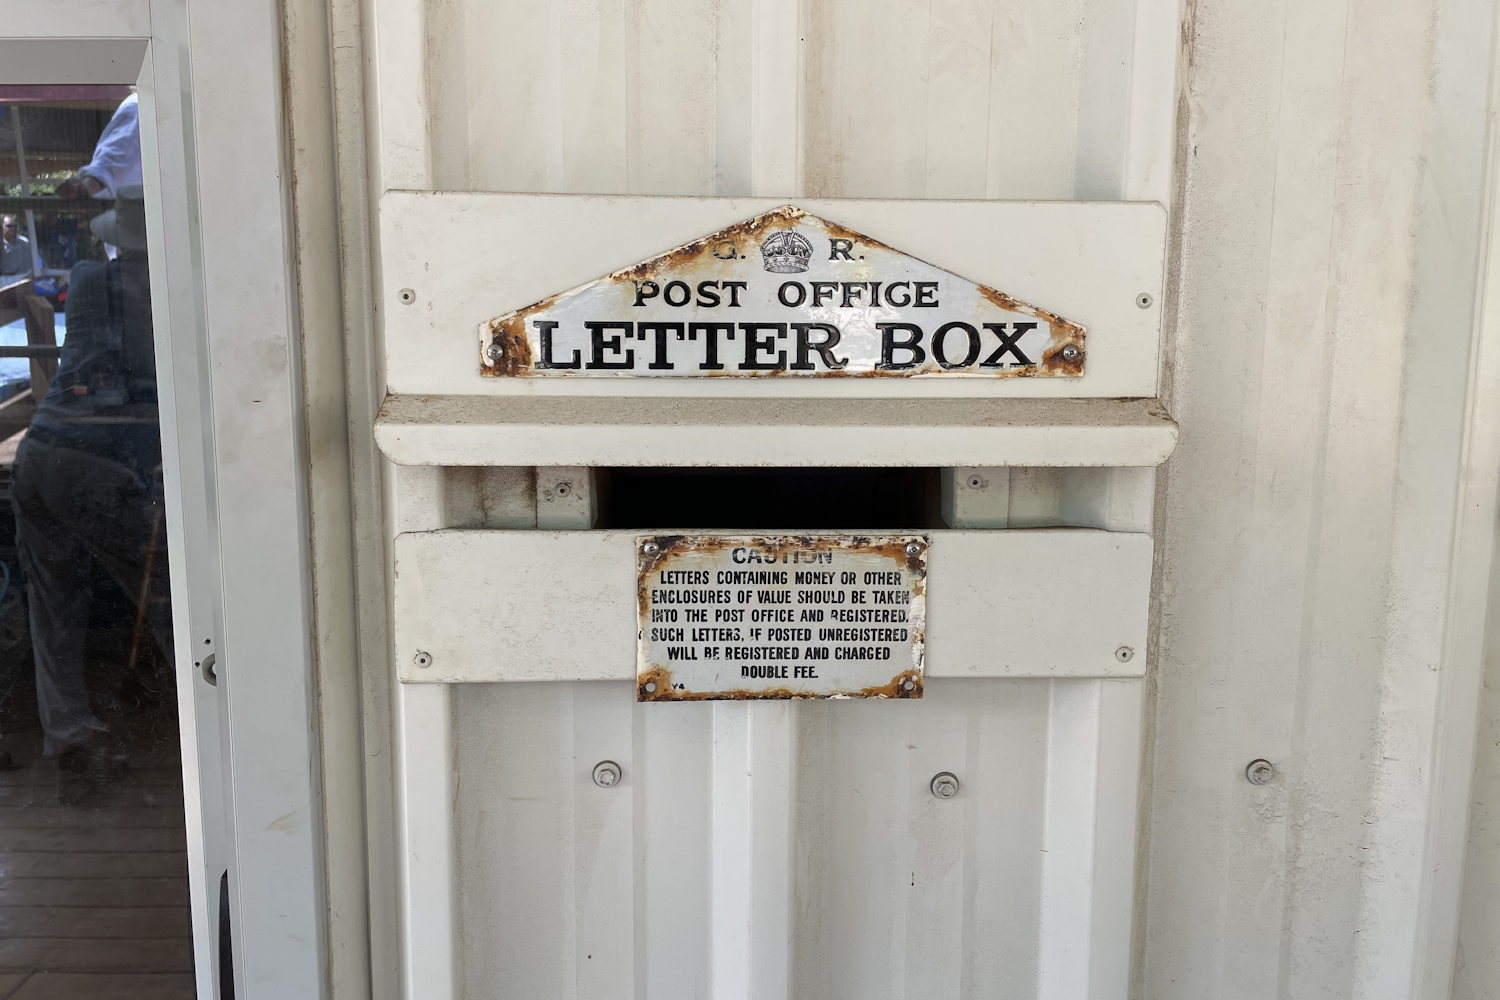 G. R.
POST OFFICE
LETTER BOX
CAUTION
LETTERS CONTAINING MONEY OR OTHER
ENCLOSURES OF VALUE SHOULD BE TAKEN
INTO THE POST OFFICE AND REGISTERED.
SUCH LETTERS, IF POSTED UNREGISTERED
WILL BE REGISTERED AND CHARGED
DOUBLE FEE.
Y4